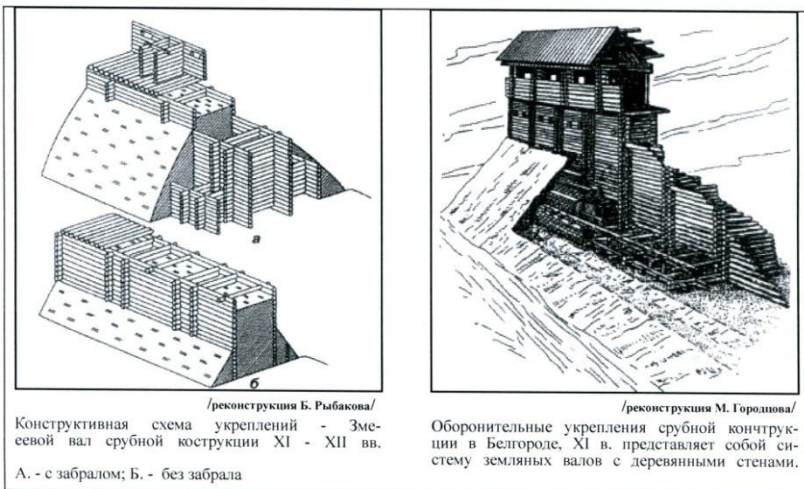 а
б
/реконструкция Б. Рыбакова/
Конструктивная схема укреплений - Зме-
еевой вал срубной кострукции XI - XII вв.
А. - с забралом; Б. - без забрала
/реконструкция М. Городцова/
Оборонительные укрепления срубной кончтрук-
ции в Белгороде, XI в. представляет собой си-
стему земляных валов с деревянными стенами.